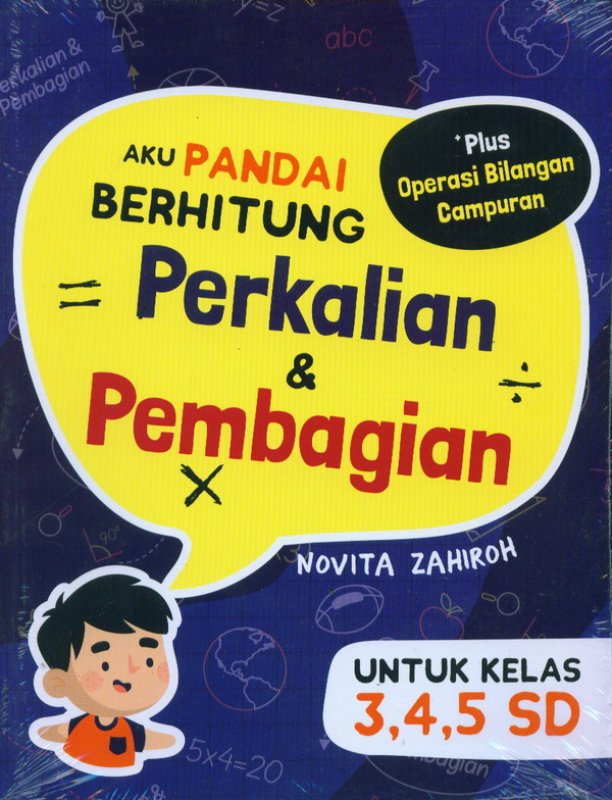 y=z
abc
Perkalian &
Pembagian
+Plus
Operasi Bilangan
Campuran
AKU PANDAI
BERHITUNG
=
Perkalian
&
÷
Pembagian
x
90°
NOVITA ZAHIROH
UNTUK KELAS
3,4,5 SD
5x4=20